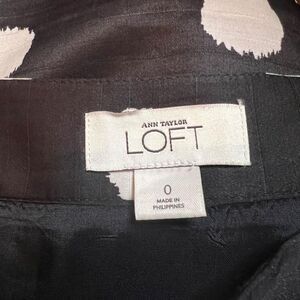 ANN TAYLOR
LOFT
0
MADE IN
PHILIPPINES